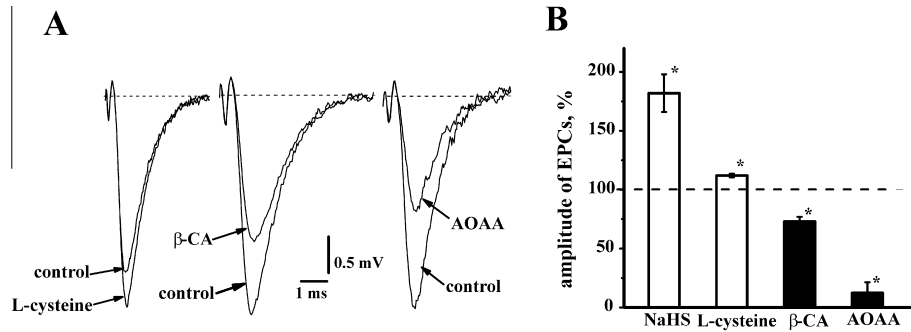 A
control
L-cysteine
β-CA
control
AOAA
control
0.5 mV
1 ms
B
amplitude of EPCs, %
200
150
100
50
0
*
*
*
*
NaHS
L-cysteine
β-CA
AOAA